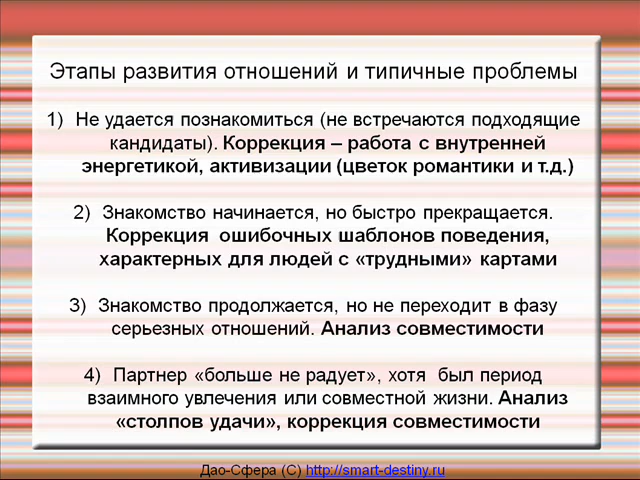 Этапы развития отношений и типичные проблемы
1) Не удается познакомиться (не встречаются подходящие
кандидаты). Коррекция – работа с внутренней
энергетикой, активизации (цветок романтики и т.д.)
2) Знакомство начинается, но быстро прекращается.
Коррекция ошибочных шаблонов поведения,
характерных для людей с «трудными» картами
3) Знакомство продолжается, но не переходит в фазу
серьезных отношений. Анализ совместимости
4) Партнер «больше не радует», хотя был период
взаимного увлечения или совместной жизни. Анализ
«столпов удачи», коррекция совместимости
Дао-Сфера (С) http://smart-destiny.ru